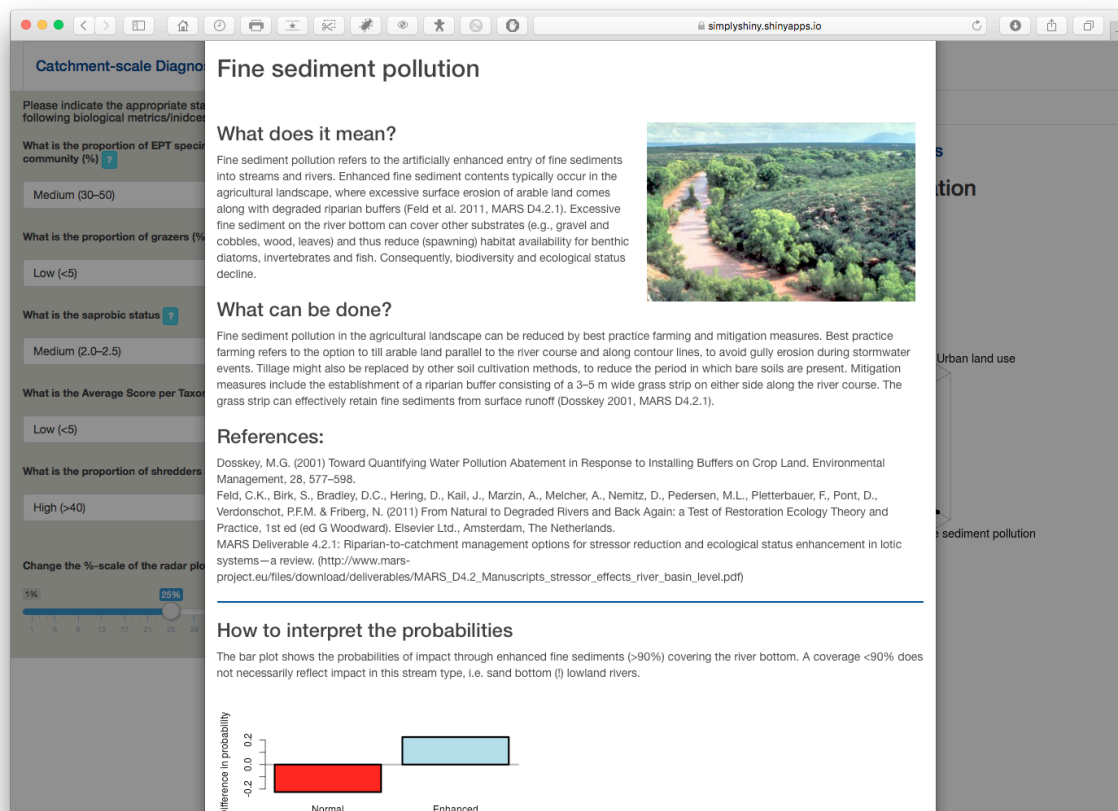 simplyshiny.shinyapps.io
Catchment-scale Diagno
Please indicate the appropriate sta
following biological metrics/inidces
What is the proportion of EPT specim
community (%) ?
Medium (30–50)
What is the proportion of grazers (%
Low (<5)
What is the saprobic status ?
Medium (2.0–2.5)
What is the Average Score per Taxon
Low (<5)
What is the proportion of shredders
High (>40)
Change the %-scale of the radar plo
1%
25%
1 5 9 13 17 21 25 29
Fine sediment pollution
What does it mean?
Fine sediment pollution refers to the artificially enhanced entry of fine sediments
into streams and rivers. Enhanced fine sediment contents typically occur in the
agricultural landscape, where excessive surface erosion of arable land comes
along with degraded riparian buffers (Feld et al. 2011, MARS D4.2.1). Excessive
fine sediment on the river bottom can cover other substrates (e.g., gravel and
cobbles, wood, leaves) and thus reduce (spawning) habitat availability for benthic
diatoms, invertebrates and fish. Consequently, biodiversity and ecological status
decline.
What can be done?
Fine sediment pollution in the agricultural landscape can be reduced by best practice farming and mitigation measures. Best practice
farming refers to the option to till arable land parallel to the river course and along contour lines, to avoid gully erosion during stormwater
events. Tillage might also be replaced by other soil cultivation methods, to reduce the period in which bare soils are present. Mitigation
measures include the establishment of a riparian buffer consisting of a 3–5 m wide grass strip on either side along the river course. The
grass strip can effectively retain fine sediments from surface runoff (Dosskey 2001, MARS D4.2.1).
References:
Dosskey, M.G. (2001) Toward Quantifying Water Pollution Abatement in Response to Installing Buffers on Crop Land. Environmental
Management, 28, 577–598.
Feld, C.K., Birk, S., Bradley, D.C., Hering, D., Kail, J., Marzin, A., Melcher, A., Nemitz, D., Pedersen, M.L., Pletterbauer, F., Pont, D.,
Verdonschot, P.F.M. & Friberg, N. (2011) From Natural to Degraded Rivers and Back Again: a Test of Restoration Ecology Theory and
Practice, 1st ed (ed G Woodward). Elsevier Ltd., Amsterdam, The Netherlands.
MARS Deliverable 4.2.1: Riparian-to-catchment management options for stressor reduction and ecological status enhancement in lotic
systems—a review. (http://www.mars-
project.eu/files/download/deliverables/MARS_D4.2_Manuscripts_stressor_effects_river_basin_level.pdf)
How to interpret the probabilities
The bar plot shows the probabilities of impact through enhanced fine sediments (>90%) covering the river bottom. A coverage <90% does
not necessarily reflect impact in this stream type, i.e. sand bottom (!) lowland rivers.
Difference in probability
0.2
0.0
-0.2
Normal
Enhanced
s
tion
Urban land use
e sediment pollution